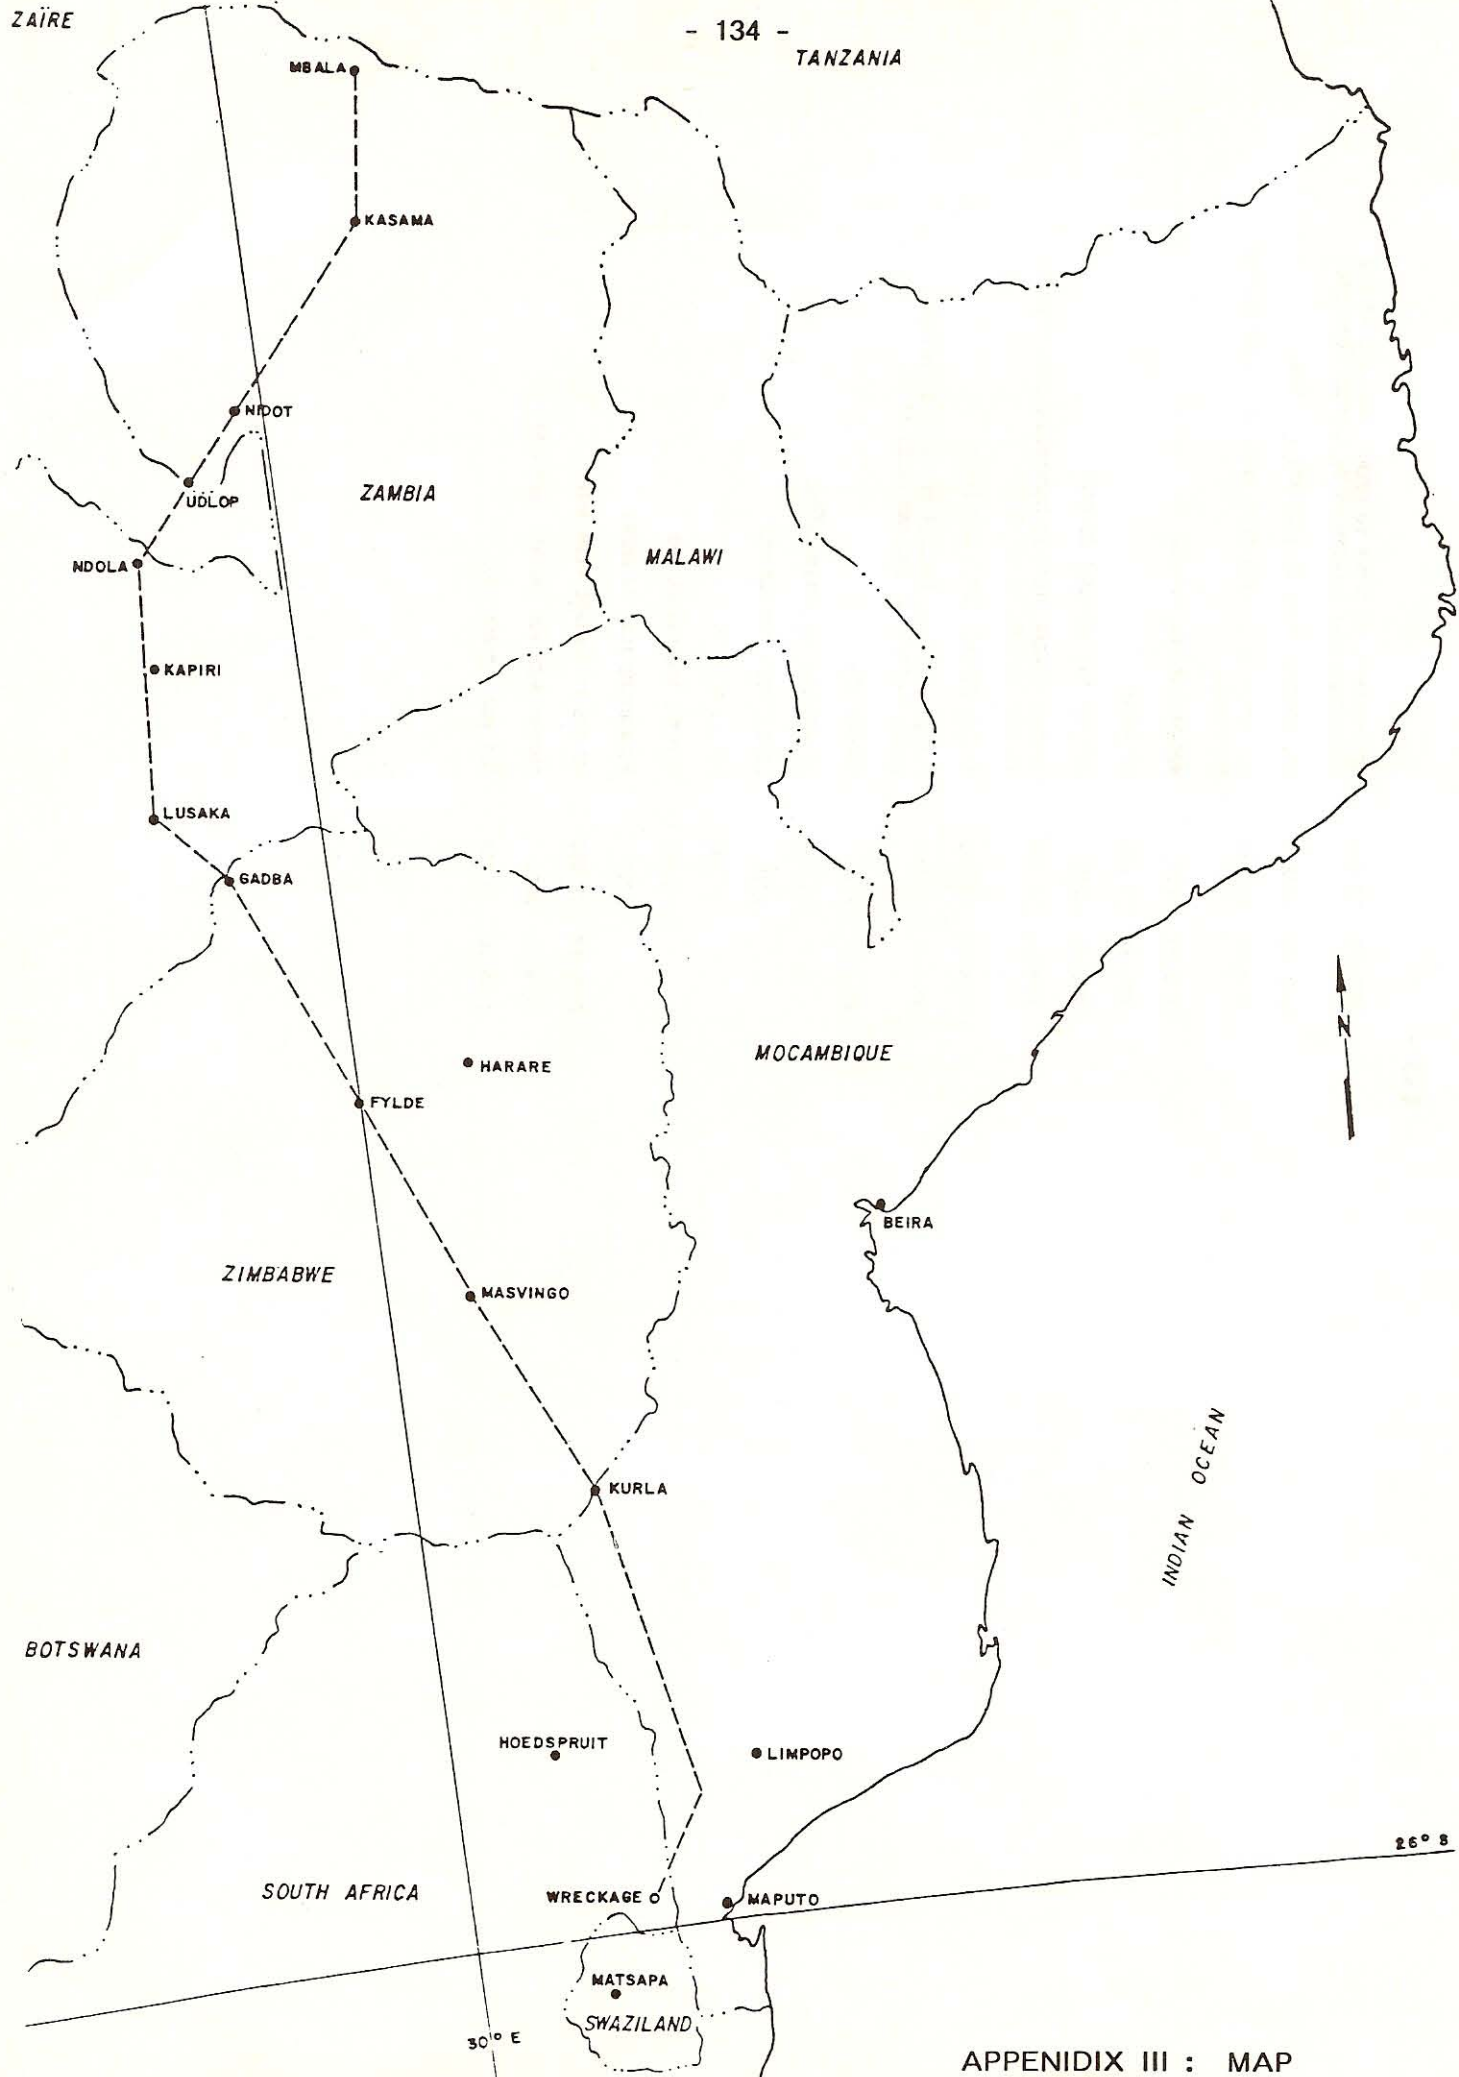 ZAÏRE
- 134 -
TANZANIA
MBALA
KASAMA
NIDOT
UDLOP
ZAMBIA
NDOLA
MALAWI
KAPIRI
LUSAKA
GADBA
N
MOCAMBIQUE
HARARE
FYLDE
BEIRA
ZIMBABWE
MASVINGO
KURLA
INDIAN OCEAN
BOTSWANA
HOEDSPRUIT
LIMPOPO
26° S
SOUTH AFRICA
WRECKAGE
MAPUTO
MATSAPA
SWAZILAND
30° E
APPENIDIX III : MAP